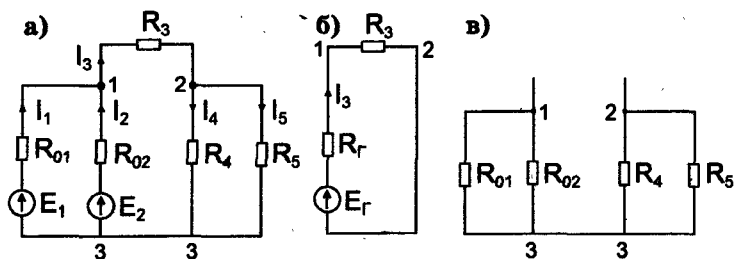 а)
R₃
I₃
1
2
I₁
I₂
I₄
I₅
R₀₁
R₀₂
R₄
R₅
E₁
E₂
3
3
б)
1
R₃
2
I₃
Rг
Eг
в)
1
2
R₀₁
R₀₂
R₄
R₅
3
3